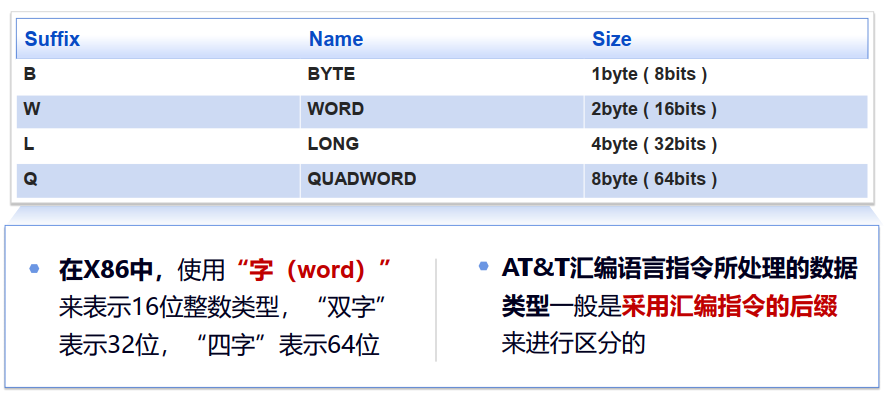 Suffix Name Size
B BYTE 1byte ( 8bits )
W WORD 2byte ( 16bits )
L LONG 4byte ( 32bits )
Q QUADWORD 8byte ( 64bits )
在X86中，使用“字（word）”
来表示16位整数类型，“双字”
表示32位，“四字”表示64位
AT&T汇编语言指令所处理的数据
类型一般是采用汇编指令的后缀
来进行区分的